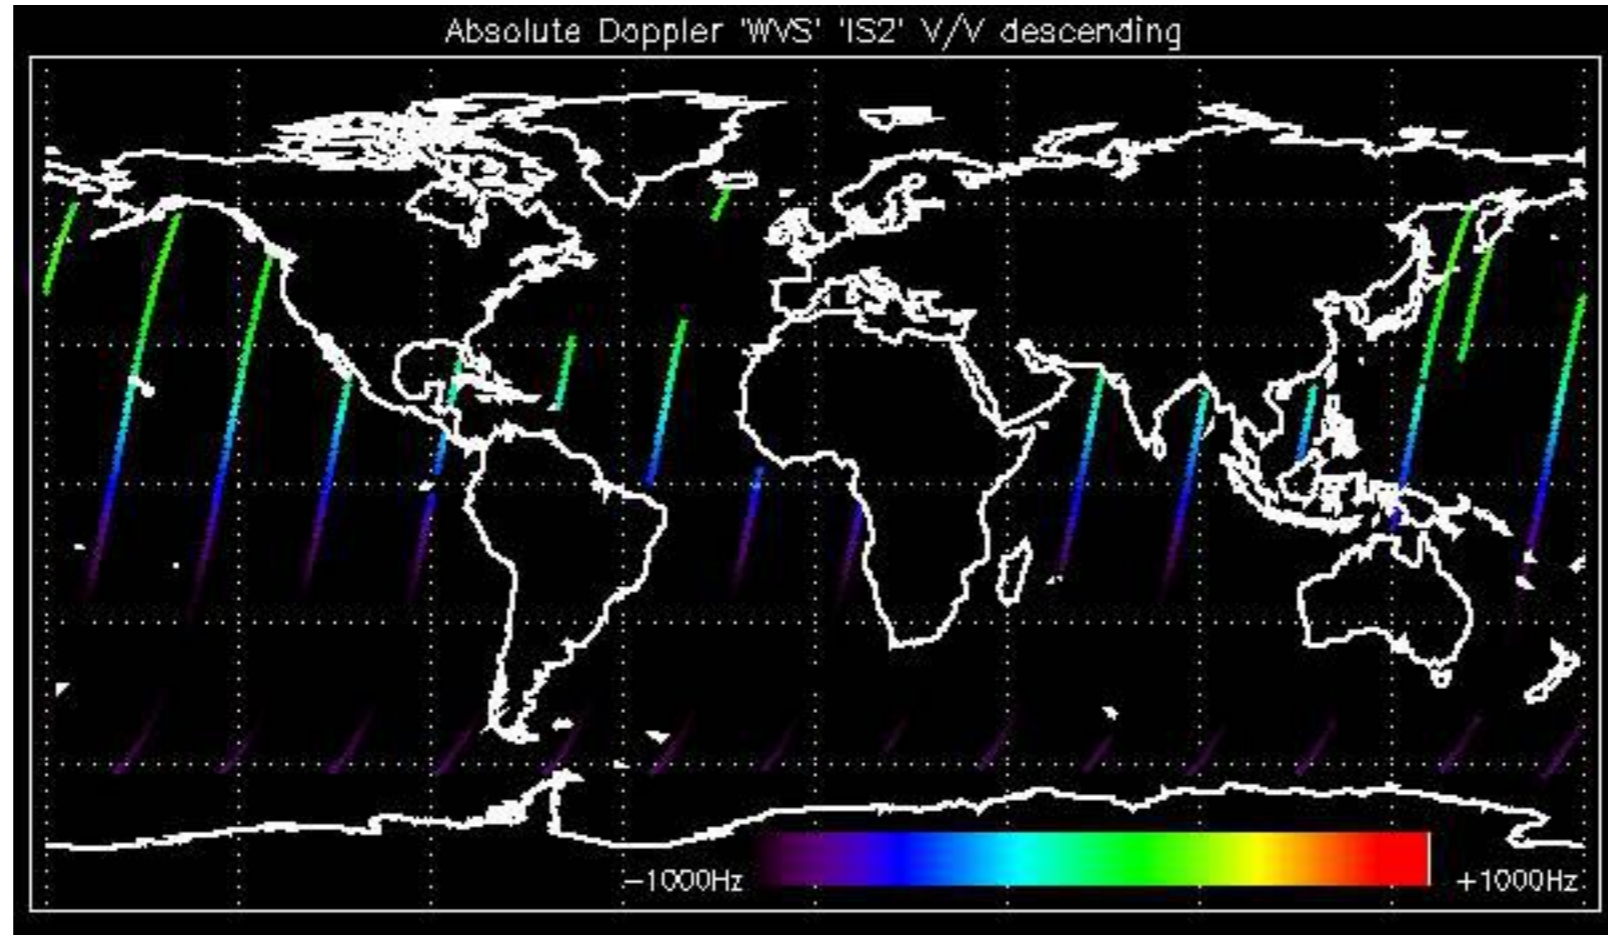 Absolute Doppler 'WVS' 'IS2' V/V descending
−1000Hz
+1000Hz